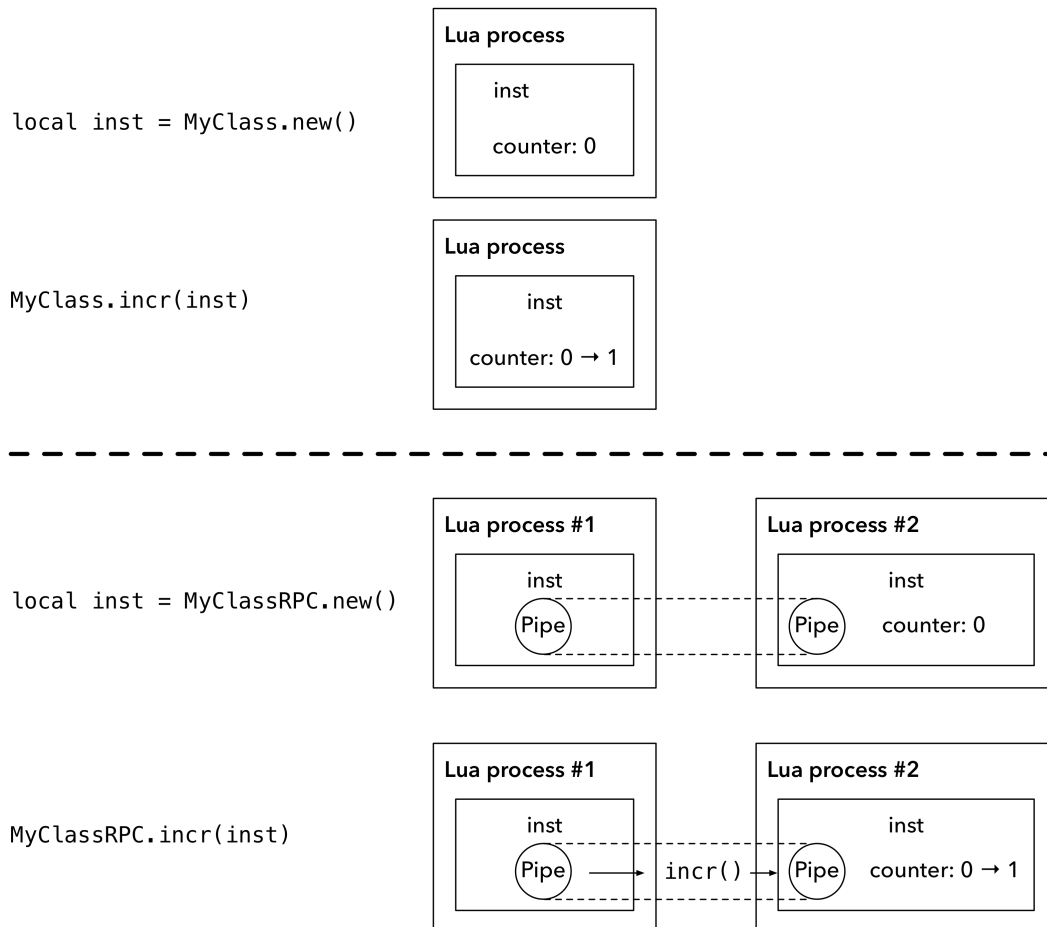 Lua process
inst
local inst = MyClass.new()
counter: 0
Lua process
MyClass.incr(inst)
inst
counter: 0 → 1
Lua process #1
Lua process #2
inst
inst
local inst = MyClassRPC.new()
Pipe
Pipe
counter: 0
Lua process #1
Lua process #2
inst
inst
MyClassRPC.incr(inst)
Pipe
incr()
Pipe
counter: 0 → 1